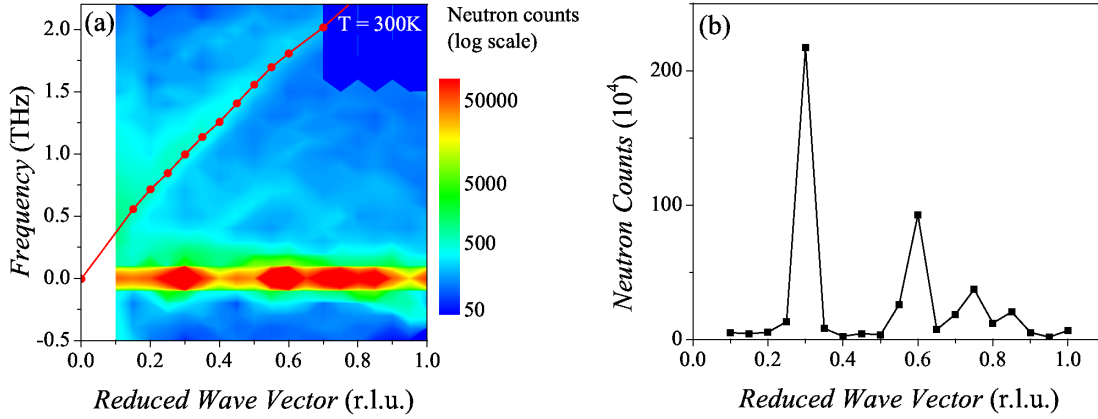 (a)
T = 300K
Neutron counts
(log scale)
50000
5000
500
50
Frequency (THz)
2.0
1.5
1.0
0.5
0.0
-0.5
0.0 0.2 0.4 0.6 0.8 1.0
Reduced Wave Vector (r.l.u.)
(b)
Neutron Counts (10⁴)
200
100
0
0.0 0.2 0.4 0.6 0.8 1.0
Reduced Wave Vector (r.l.u.)